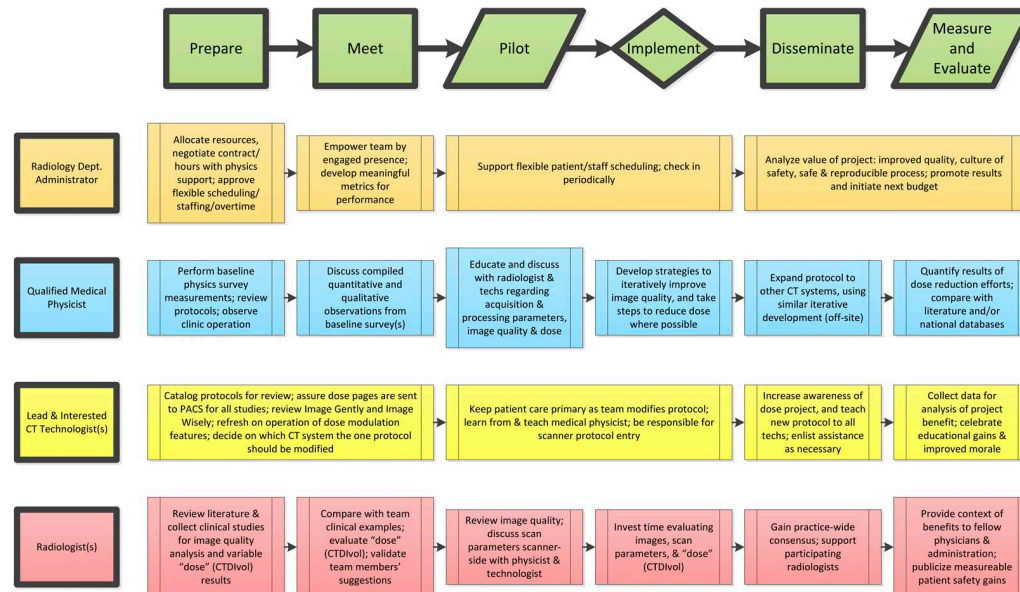 Prepare
Meet
Pilot
Implement
Disseminate
Measure
and
Evaluate
Radiology Dept.
Administrator
Allocate resources,
negotiate contract/
hours with physics
support; approve
flexible scheduling/
staffing/overtime
Empower team by
engaged presence;
develop meaningful
metrics for
performance
Support flexible patient/staff scheduling; check in
periodically
Analyze value of project: improved quality, culture of
safety, safe & reproducible process; promote results
and initiate next budget
Qualified Medical
Physicist
Perform baseline
physics survey
measurements; review
protocols; observe
clinic operation
Discuss compiled
quantitative and
qualitative
observations from
baseline survey(s)
Educate and discuss
with radiologist &
techs regarding
acquisition &
processing parameters,
image quality & dose
Develop strategies to
iteratively improve
image quality, and take
steps to reduce dose
where possible
Expand protocol to
other CT systems, using
similar iterative
development (off-site)
Quantify results of
dose reduction efforts;
compare with
literature and/or
national databases
Lead & Interested
CT Technologist(s)
Catalog protocols for review; assure dose pages are sent
to PACS for all studies; review Image Gently and Image
Wisely; refresh on operation of dose modulation
features; decide on which CT system the one protocol
should be modified
Keep patient care primary as team modifies protocol;
learn from & teach medical physicist; be responsible for
scanner protocol entry
Increase awareness of
dose project, and teach
new protocol to all
techs; enlist assistance
as necessary
Collect data for
analysis of project
benefit; celebrate
educational gains &
improved morale
Radiologist(s)
Review literature &
collect clinical studies
for image quality
analysis and variable
“dose” (CTDIvol)
results
Compare with team
clinical examples;
evaluate “dose”
(CTDIvol); validate
team members’
suggestions
Review image quality;
discuss scan
parameters scanner-
side with physicist &
technologist
Invest time evaluating
images, scan
parameters, & “dose”
(CTDIvol)
Gain practice-wide
consensus; support
participating
radiologists
Provide context of
benefits to fellow
physicians &
administration;
publicize measureable
patient safety gains